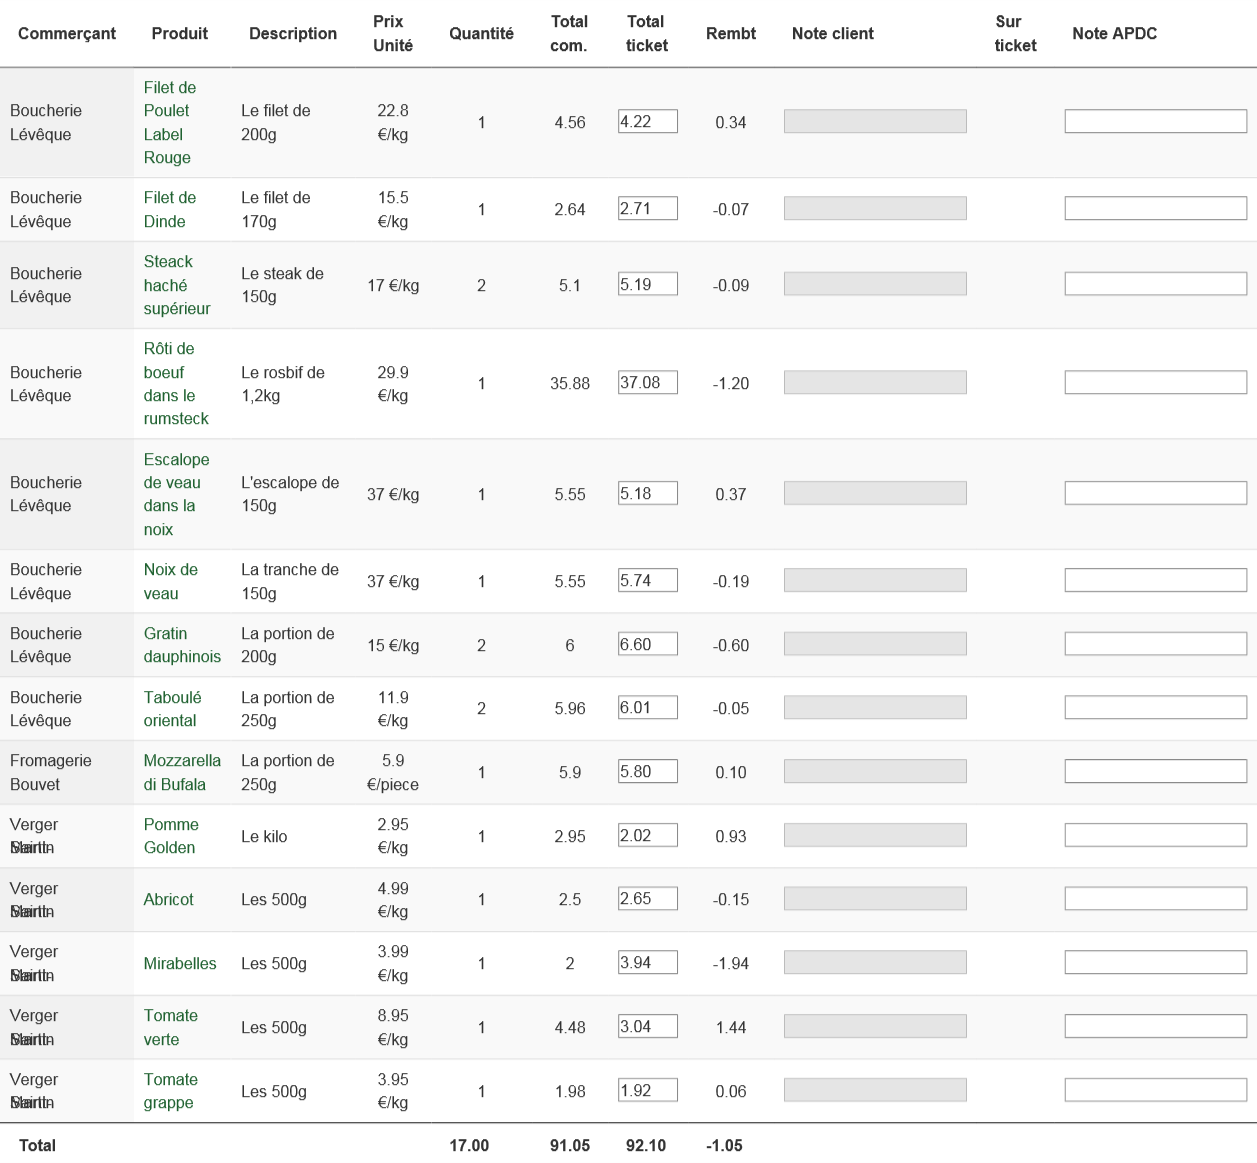 Commerçant Produit Description Prix Unité Quantité Total com. Total ticket Rembt Note client Sur ticket Note APDC
Boucherie Lévêque Filet de Poulet Label Rouge Le filet de 200g 22.8 €/kg 1 4.56 4.22 0.34
Boucherie Lévêque Filet de Dinde Le filet de 170g 15.5 €/kg 1 2.64 2.71 -0.07
Boucherie Lévêque Steack haché supérieur Le steak de 150g 17 €/kg 2 5.1 5.19 -0.09
Boucherie Lévêque Rôti de boeuf dans le rumsteck Le rosbif de 1,2kg 29.9 €/kg 1 35.88 37.08 -1.20
Boucherie Lévêque Escalope de veau dans la noix L'escalope de 150g 37 €/kg 1 5.55 5.18 0.37
Boucherie Lévêque Noix de veau La tranche de 150g 37 €/kg 1 5.55 5.74 -0.19
Boucherie Lévêque Gratin dauphinois La portion de 200g 15 €/kg 2 6 6.60 -0.60
Boucherie Lévêque Taboulé oriental La portion de 250g 11.9 €/kg 2 5.96 6.01 -0.05
Fromagerie Bouvet Mozzarella di Bufala La portion de 250g 5.9 €/piece 1 5.9 5.80 0.10
Verger Pomme Golden Le kilo 2.95 €/kg 1 2.95 2.02 0.93
Verger Abricot Les 500g 4.99 €/kg 1 2.5 2.65 -0.15
Verger Mirabelles Les 500g 3.99 €/kg 1 2 3.94 -1.94
Verger Tomate verte Les 500g 8.95 €/kg 1 4.48 3.04 1.44
Verger Tomate grappe Les 500g 3.95 €/kg 1 1.98 1.92 0.06
Total 17.00 91.05 92.10 -1.05